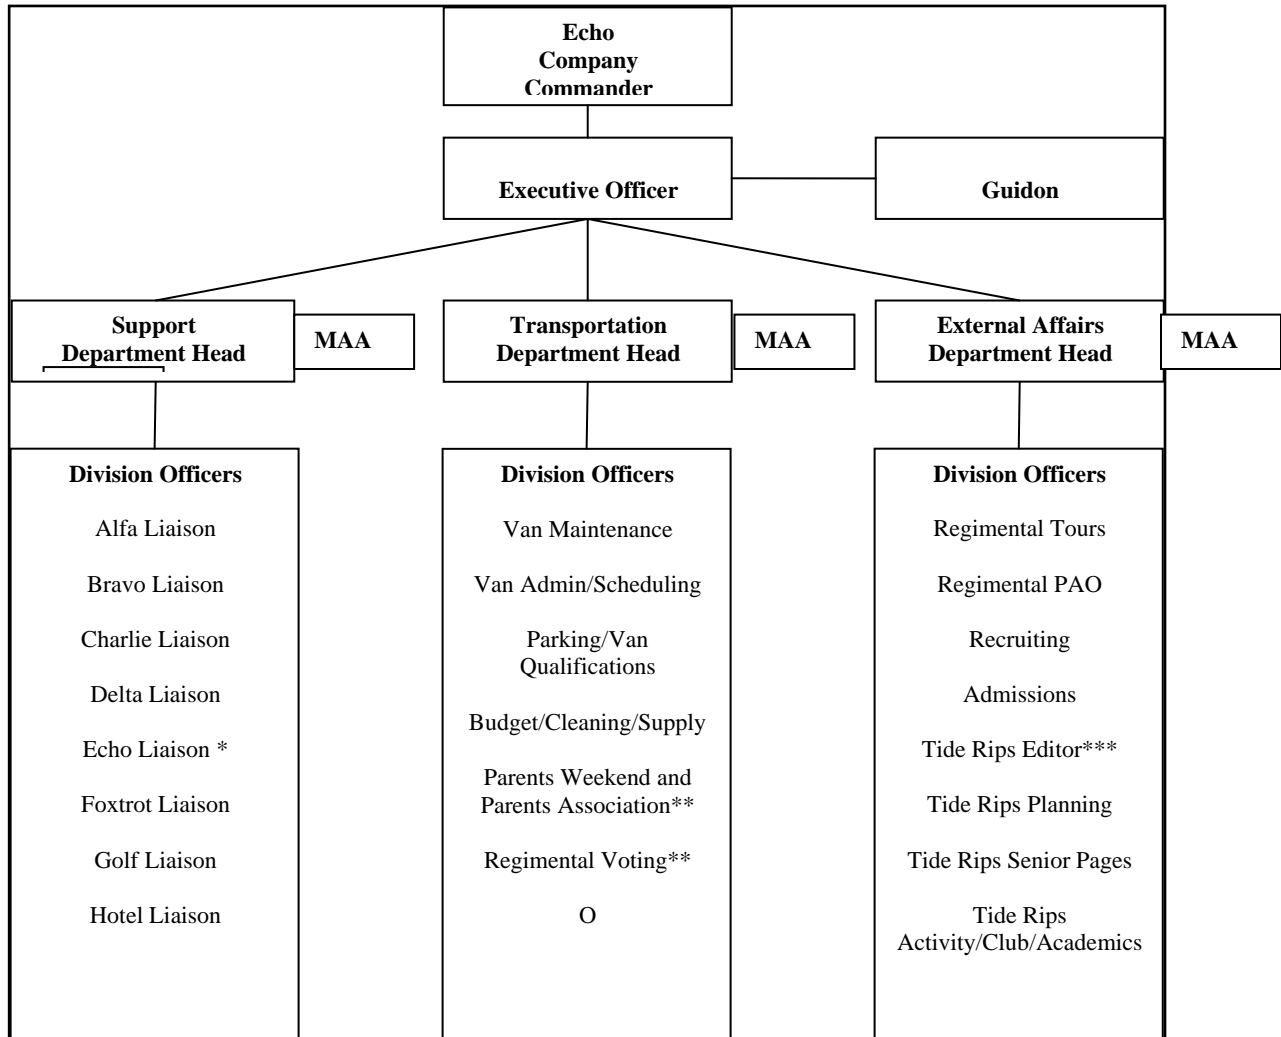 Echo
Company
Commander
Executive Officer
Guidon
Support
Department Head
MAA
Transportation
Department Head
MAA
External Affairs
Department Head
MAA
Division Officers
Alfa Liaison
Bravo Liaison
Charlie Liaison
Delta Liaison
Echo Liaison *
Foxtrot Liaison
Golf Liaison
Hotel Liaison
Division Officers
Van Maintenance
Van Admin/Scheduling
Parking/Van
Qualifications
Budget/Cleaning/Supply
Parents Weekend and
Parents Association**
Regimental Voting**
O
Division Officers
Regimental Tours
Regimental PAO
Recruiting
Admissions
Tide Rips Editor***
Tide Rips Planning
Tide Rips Senior Pages
Tide Rips
Activity/Club/Academics